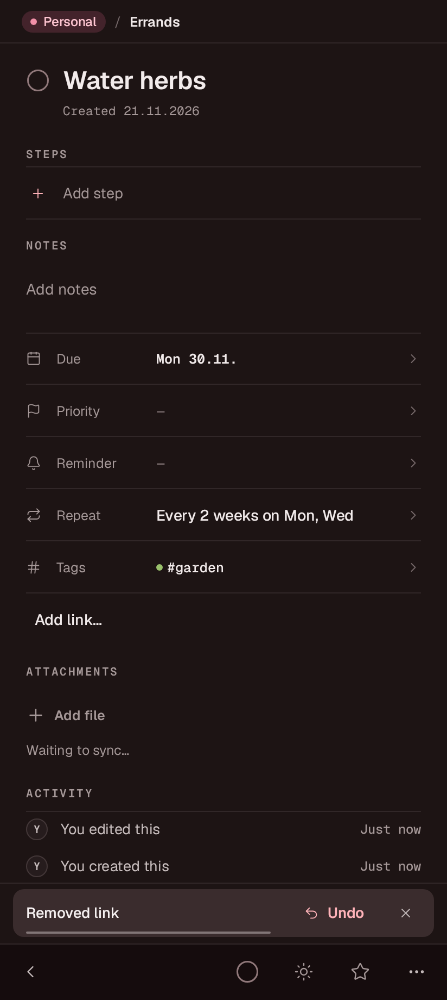 Personal / Errands
Water herbs
Created 21.11.2026
STEPS
Add step
NOTES
Add notes
Due Mon 30.11.
Priority –
Reminder –
Repeat Every 2 weeks on Mon, Wed
Tags #garden
Add link…
ATTACHMENTS
Add file
Waiting to sync…
ACTIVITY
Y You edited this Just now
Y You created this Just now
Removed link Undo